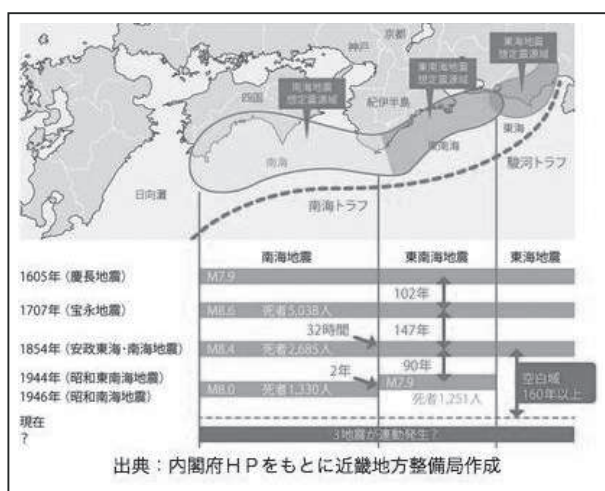 京都
神戸
東海地震
想定震源域
東南海地震
想定震源域
南海地震
想定震源域
四国
紀伊半島
東海
東南海
南海
駿河トラフ
日向灘
南海トラフ
南海地震 東南海地震 東海地震
1605年(慶長地震) M7.9
102年
1707年(宝永地震) M8.6 死者5,038人
32時間 147年
1854年(安政東海・南海地震) M8.4 死者2,685人
2年 90年
1944年(昭和東南海地震) M7.9
1946年(昭和南海地震) M8.0 死者1,330人 死者1,251人
空白域
160年以上
現在
?
3地震が連動発生?
出典:内閣府HPをもとに近畿地方整備局作成